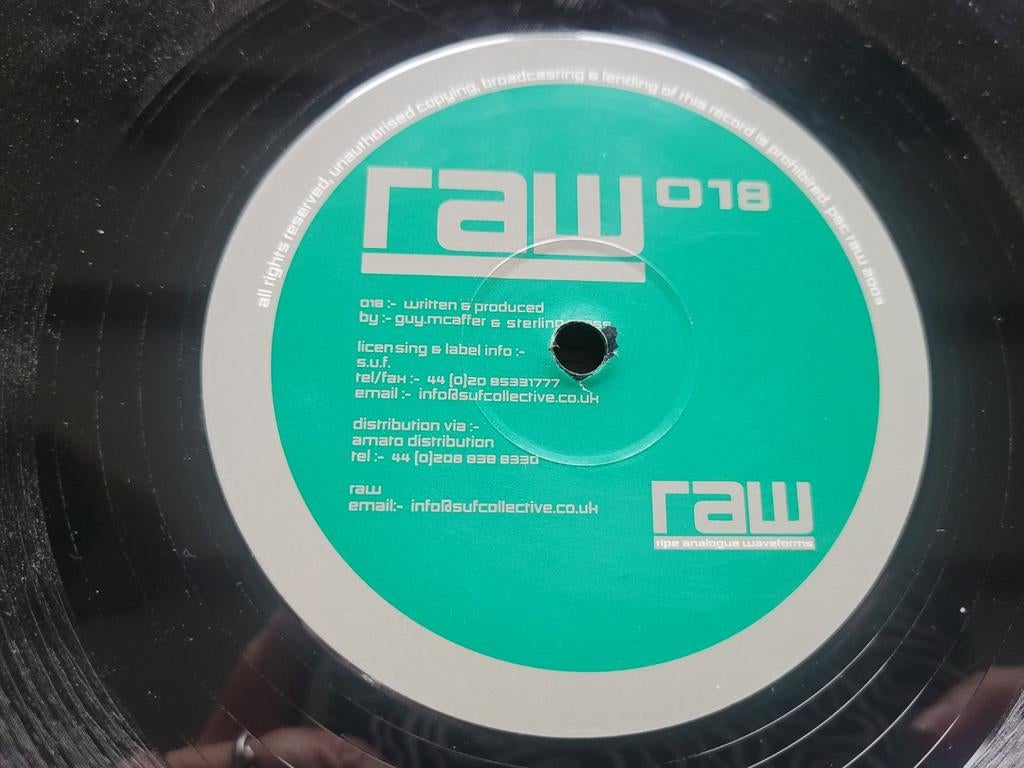 all rights reserved, unauthorised copying, broadcasting & lending of this record is prohibited, psc raw 2003
raw 018
018 :- written & produced
by :- guy.mcaffer & sterling
licensing & label info :-
s.u.f.
tel/fax :- 44 (0)20 85331777
email :- info@sufcollective.co.uk
distribution via :-
amato distribution
tel :- 44 (0)208 838 8330
raw
email:- info@sufcollective.co.uk
raw
ripe analogue waveforms